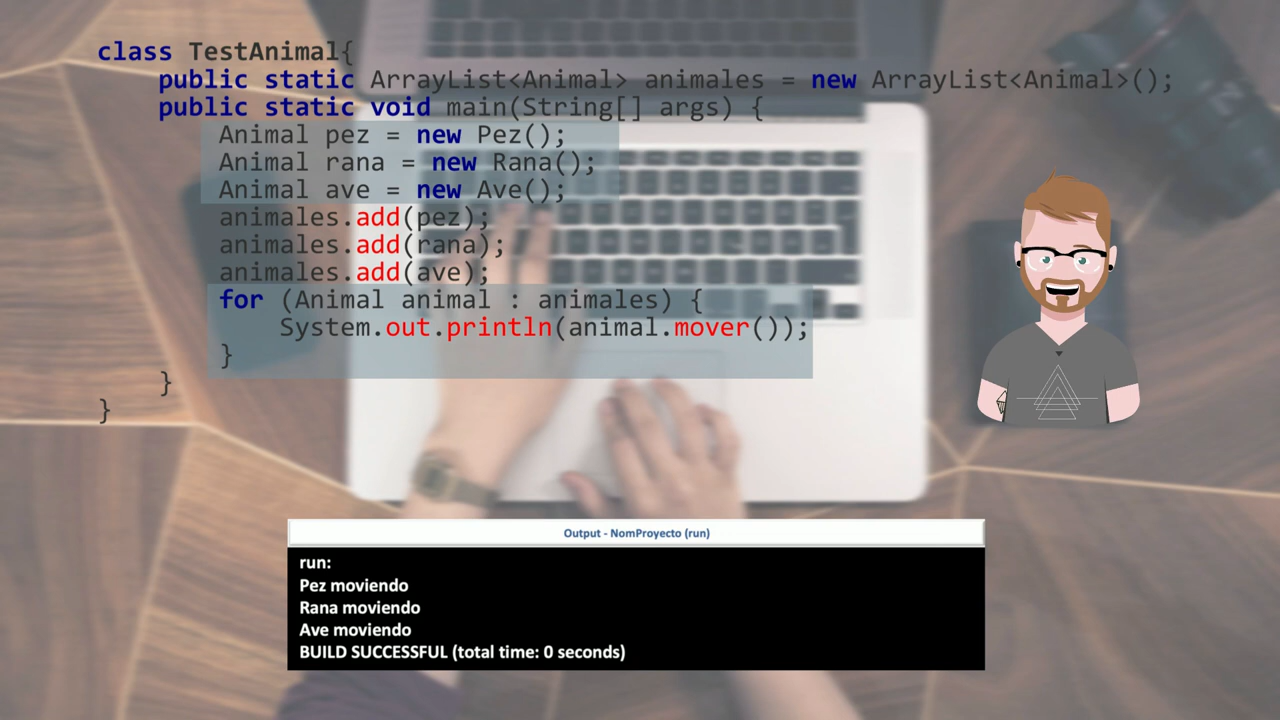 class TestAnimal{
public static ArrayList<Animal> animales = new ArrayList<Animal>();
public static void main(String[] args) {
Animal pez = new Pez();
Animal rana = new Rana();
Animal ave = new Ave();
animales.add(pez);
animales.add(rana);
animales.add(ave);
for (Animal animal : animales) {
System.out.println(animal.mover());
}
}
}
Output - NomProyecto (run)
run:
Pez moviendo
Rana moviendo
Ave moviendo
BUILD SUCCESSFUL (total time: 0 seconds)